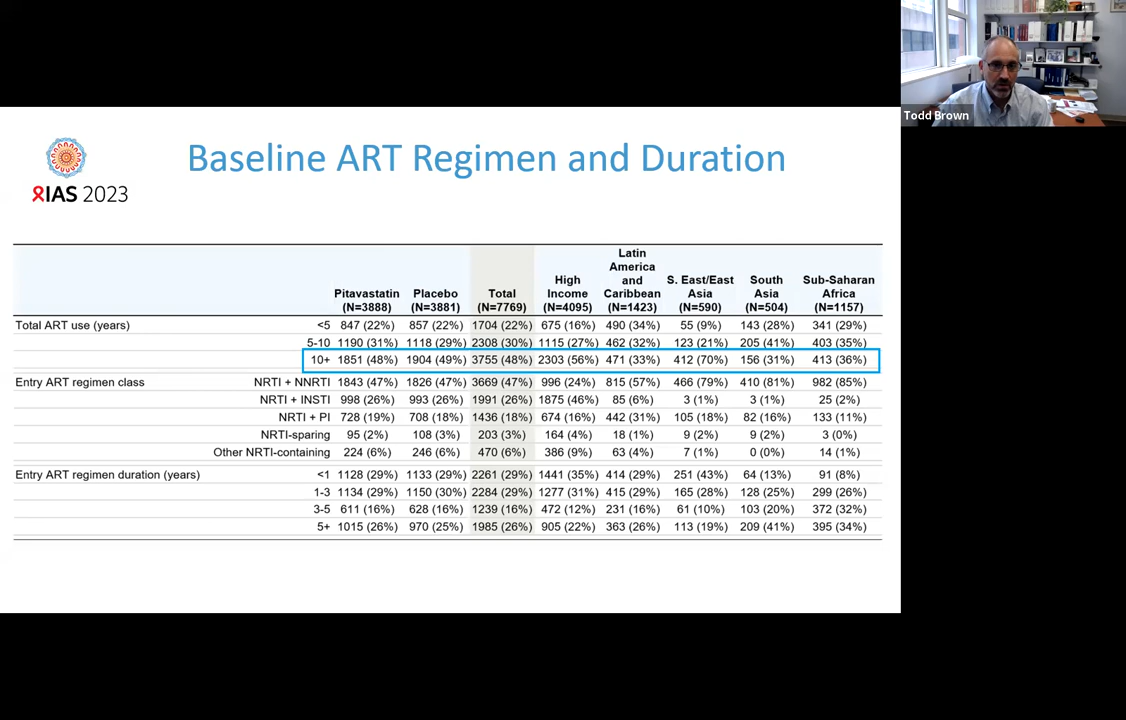 Todd Brown
IAS 2023
Baseline ART Regimen and Duration
Pitavastatin (N=3888) Placebo (N=3881) Total (N=7769) High Income (N=4095) Latin America and Caribbean (N=1423) S. East/East Asia (N=590) South Asia (N=504) Sub-Saharan Africa (N=1157)
Total ART use (years) <5 847 (22%) 857 (22%) 1704 (22%) 675 (16%) 490 (34%) 55 (9%) 143 (28%) 341 (29%)
5-10 1190 (31%) 1118 (29%) 2308 (30%) 1115 (27%) 462 (32%) 123 (21%) 205 (41%) 403 (35%)
10+ 1851 (48%) 1904 (49%) 3755 (48%) 2303 (56%) 471 (33%) 412 (70%) 156 (31%) 413 (36%)
Entry ART regimen class NRTI + NNRTI 1843 (47%) 1826 (47%) 3669 (47%) 996 (24%) 815 (57%) 466 (79%) 410 (81%) 982 (85%)
NRTI + INSTI 998 (26%) 993 (26%) 1991 (26%) 1875 (46%) 85 (6%) 3 (1%) 3 (1%) 25 (2%)
NRTI + PI 728 (19%) 708 (18%) 1436 (18%) 674 (16%) 442 (31%) 105 (18%) 82 (16%) 133 (11%)
NRTI-sparing 95 (2%) 108 (3%) 203 (3%) 164 (4%) 18 (1%) 9 (2%) 9 (2%) 3 (0%)
Other NRTI-containing 224 (6%) 246 (6%) 470 (6%) 386 (9%) 63 (4%) 7 (1%) 0 (0%) 14 (1%)
Entry ART regimen duration (years) <1 1128 (29%) 1133 (29%) 2261 (29%) 1441 (35%) 414 (29%) 251 (43%) 64 (13%) 91 (8%)
1-3 1134 (29%) 1150 (30%) 2284 (29%) 1277 (31%) 415 (29%) 165 (28%) 128 (25%) 299 (26%)
3-5 611 (16%) 628 (16%) 1239 (16%) 472 (12%) 231 (16%) 61 (10%) 103 (20%) 372 (32%)
5+ 1015 (26%) 970 (25%) 1985 (26%) 905 (22%) 363 (26%) 113 (19%) 209 (41%) 395 (34%)